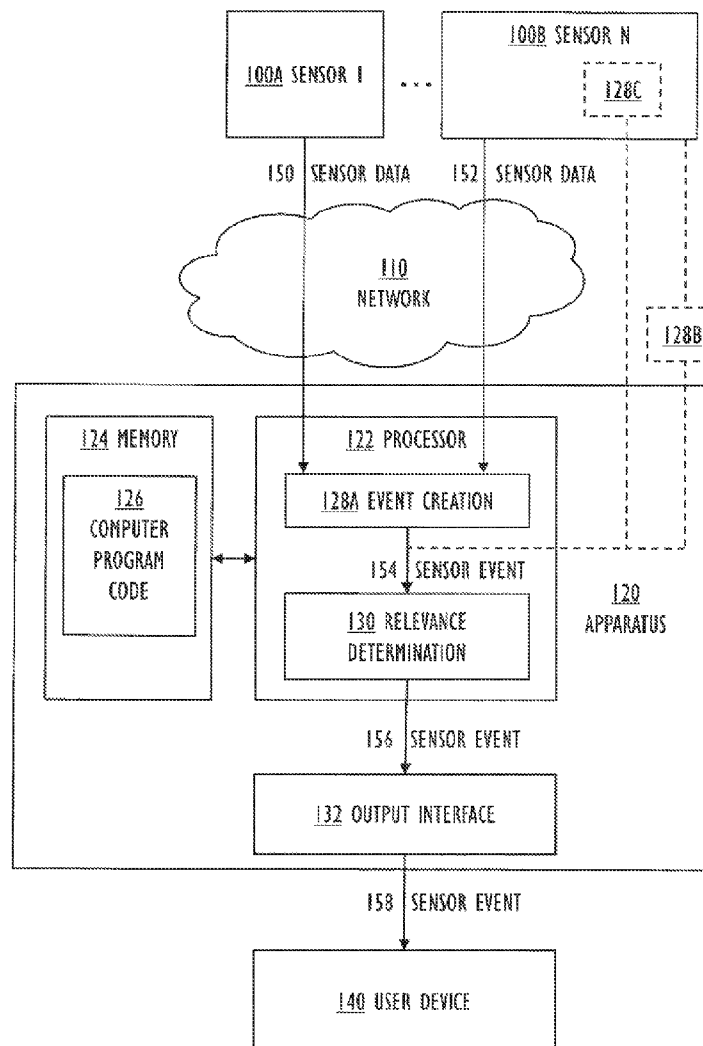 100A SENSOR 1
...
100B SENSOR N
128C
150 SENSOR DATA
152 SENSOR DATA
110
NETWORK
128B
124 MEMORY
126
COMPUTER
PROGRAM
CODE
122 PROCESSOR
128A EVENT CREATION
154 SENSOR EVENT
130 RELEVANCE
DETERMINATION
120
APPARATUS
156 SENSOR EVENT
132 OUTPUT INTERFACE
158 SENSOR EVENT
140 USER DEVICE